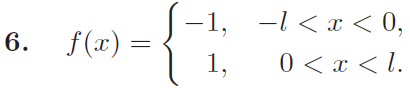 6. f(x) = { −1, −l < x < 0,
1, 0 < x < l.